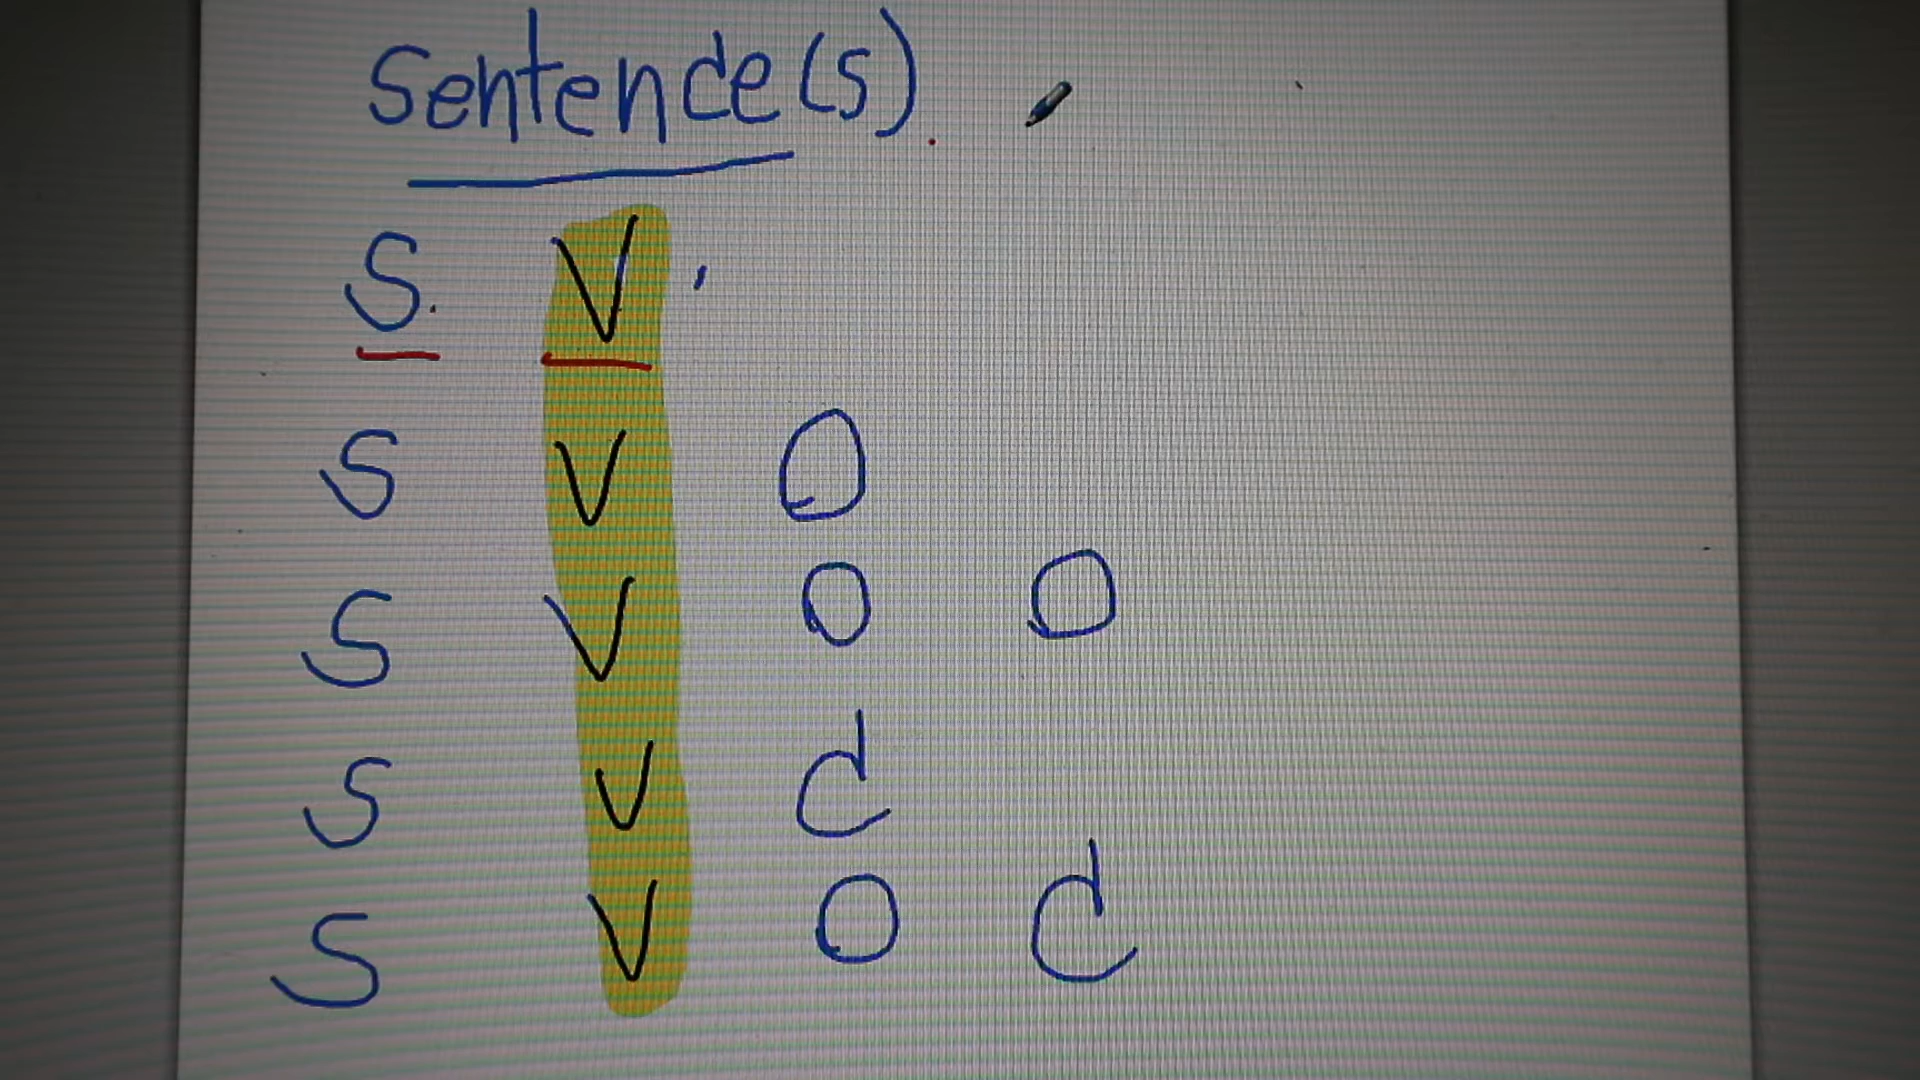 Sentence(s).
S. V '
S V O
S V O O
S V C
S V O C